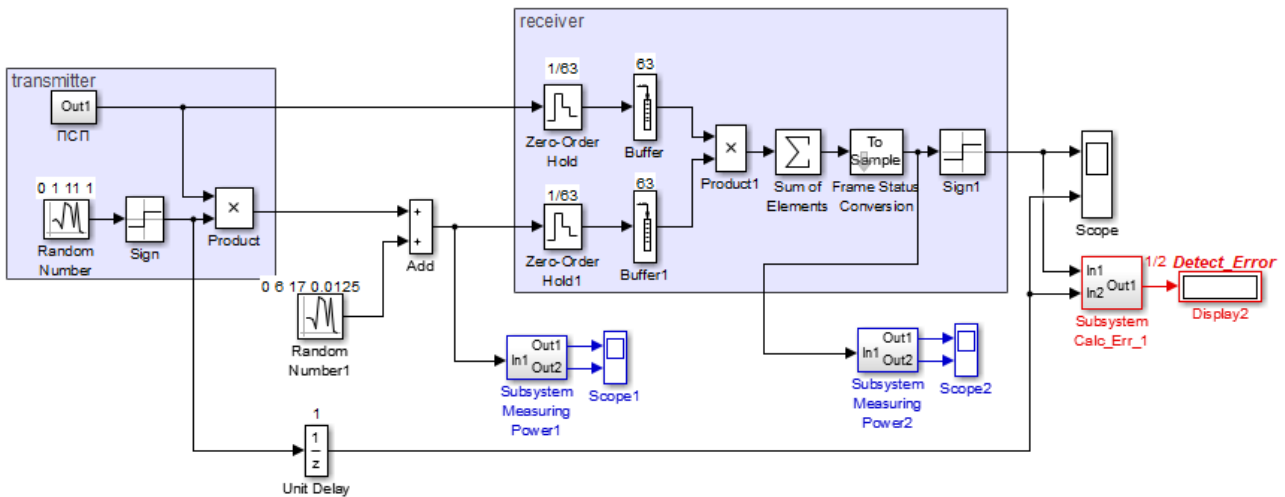 receiver
transmitter
Out1
ПСП
0 1 11 1
Random
Number
Sign
×
Product
1/63
Zero-Order
Hold
63
Buffer
1/63
Zero-Order
Hold1
63
Buffer1
×
Product1
Σ
Sum of
Elements
To
Sample
Frame Status
Conversion
Sign1
Scope
+
+
Add
0 6 17 0.0125
Random
Number1
In1
Out1
Out2
Subsystem
Measuring
Power1
Scope1
In1
Out1
Out2
Subsystem
Measuring
Power2
Scope2
In1
In2
Out1
Subsystem
Calc_Err_1
1/2
Detect_Error
Display2
1
1
z
Unit Delay